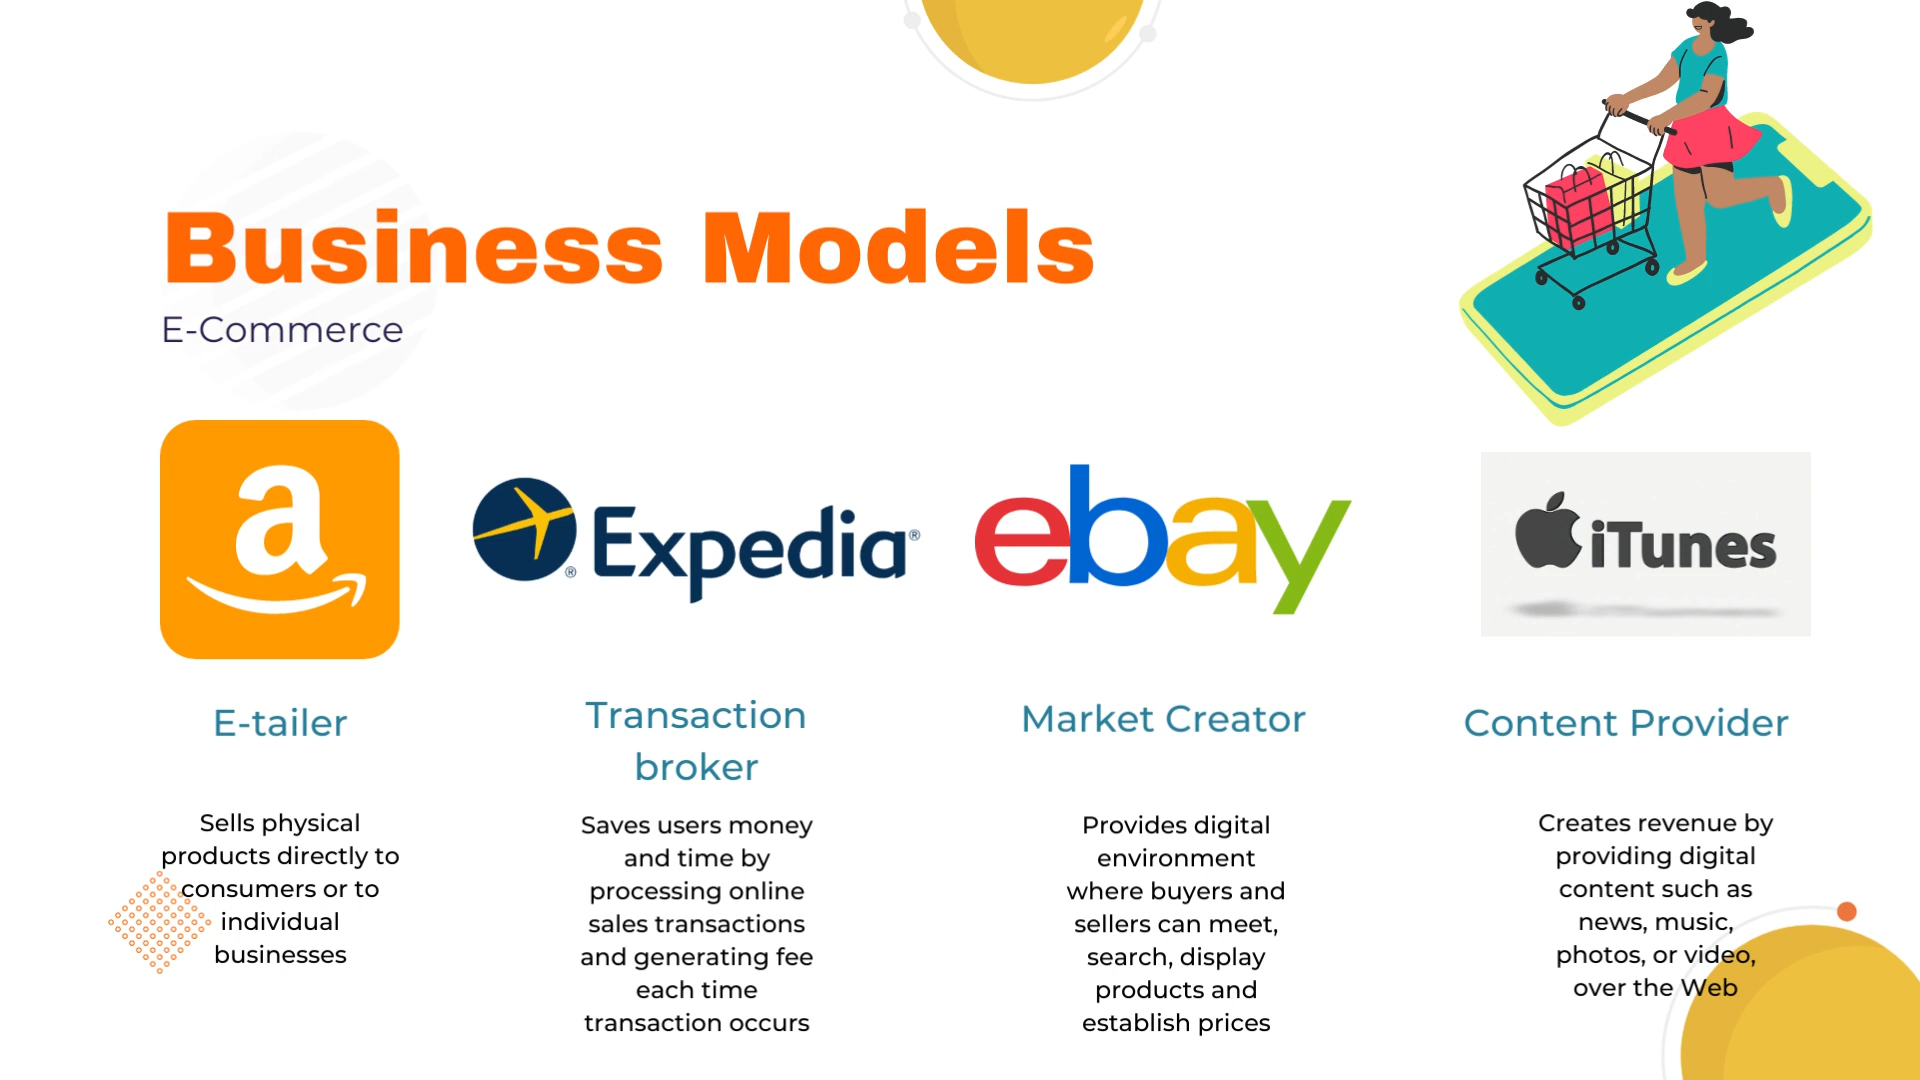 Business Models
E-Commerce
a
Expedia®
®
ebay
iTunes
E-tailer
Sells physical
products directly to
consumers or to
individual
businesses
Transaction
broker
Saves users money
and time by
processing online
sales transactions
and generating fee
each time
transaction occurs
Market Creator
Provides digital
environment
where buyers and
sellers can meet,
search, display
products and
establish prices
Content Provider
Creates revenue by
providing digital
content such as
news, music,
photos, or video,
over the Web